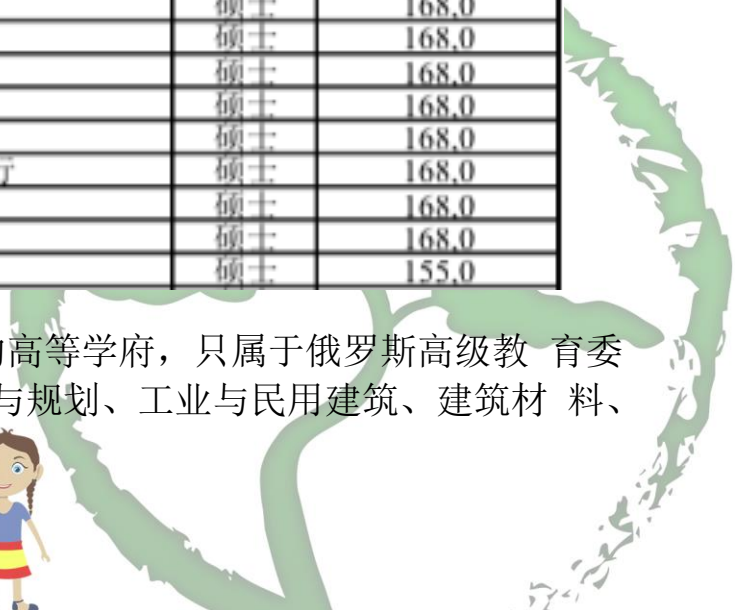 硕士 168,0
硕士 168,0
硕士 168,0
硕士 168,0
硕士 168,0
行 硕士 168,0
硕士 168,0
硕士 168,0
硕士 155,0
高等学府，只属于俄罗斯高级教 育委
与规划、工业与民用建筑、建筑材 料、